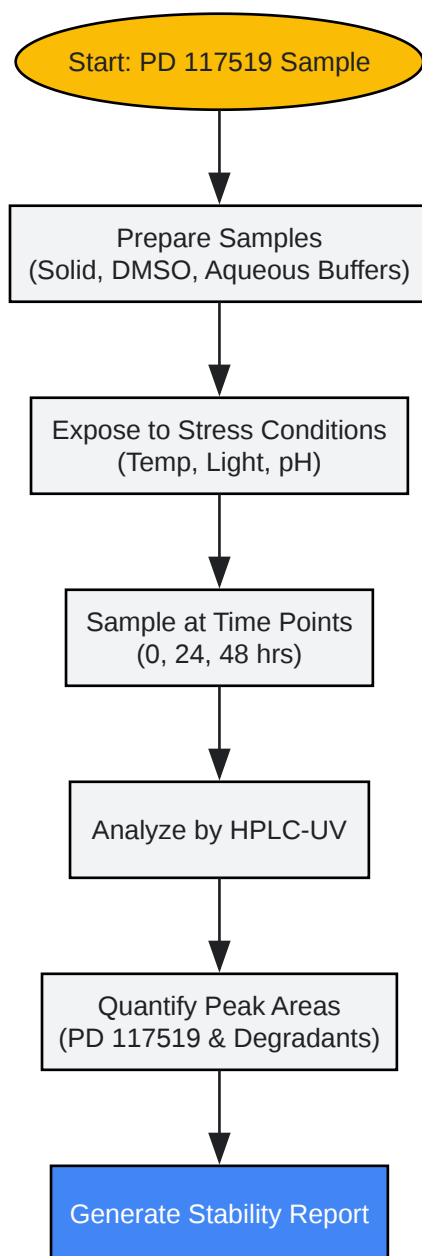 Start: PD 117519 Sample
Prepare Samples
(Solid, DMSO, Aqueous Buffers)
Expose to Stress Conditions
(Temp, Light, pH)
Sample at Time Points
(0, 24, 48 hrs)
Analyze by HPLC-UV
Quantify Peak Areas
(PD 117519 & Degradants)
Generate Stability Report